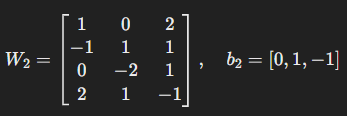 W₂ = [ 1 0 2
−1 1 1
0 −2 1
2 1 −1 ] , b₂ = [0, 1, −1]